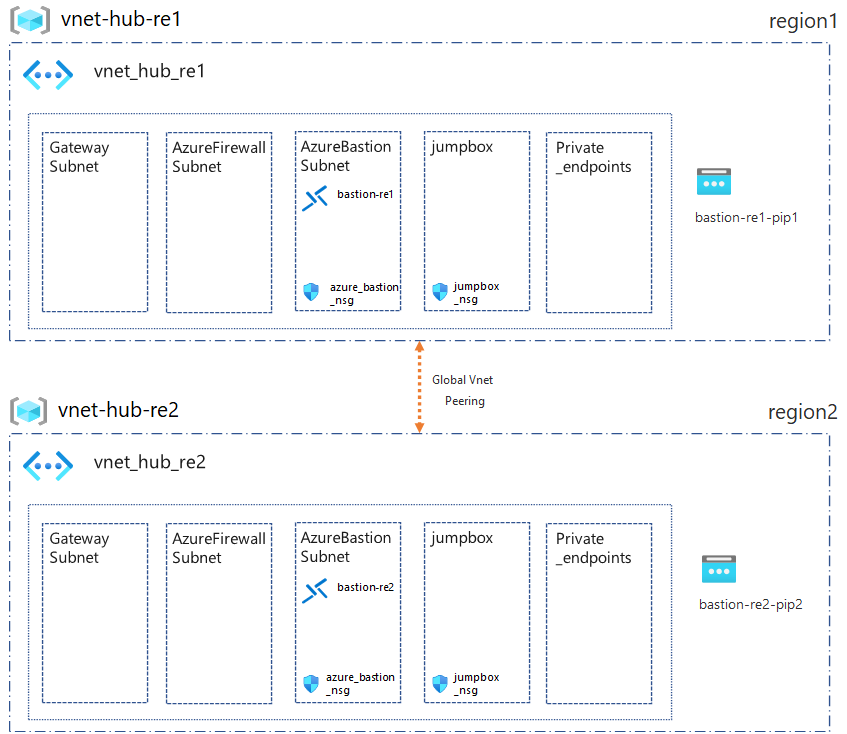 vnet-hub-re1
region1
vnet_hub_re1
Gateway
Subnet
AzureFirewall
Subnet
AzureBastion
Subnet
bastion-re1
azure_bastion
_nsg
jumpbox
jumpbox
_nsg
Private
_endpoints
bastion-re1-pip1
Global Vnet
Peering
vnet-hub-re2
region2
vnet_hub_re2
Gateway
Subnet
AzureFirewall
Subnet
AzureBastion
Subnet
bastion-re2
azure_bastion
_nsg
jumpbox
jumpbox
_nsg
Private
_endpoints
bastion-re2-pip2